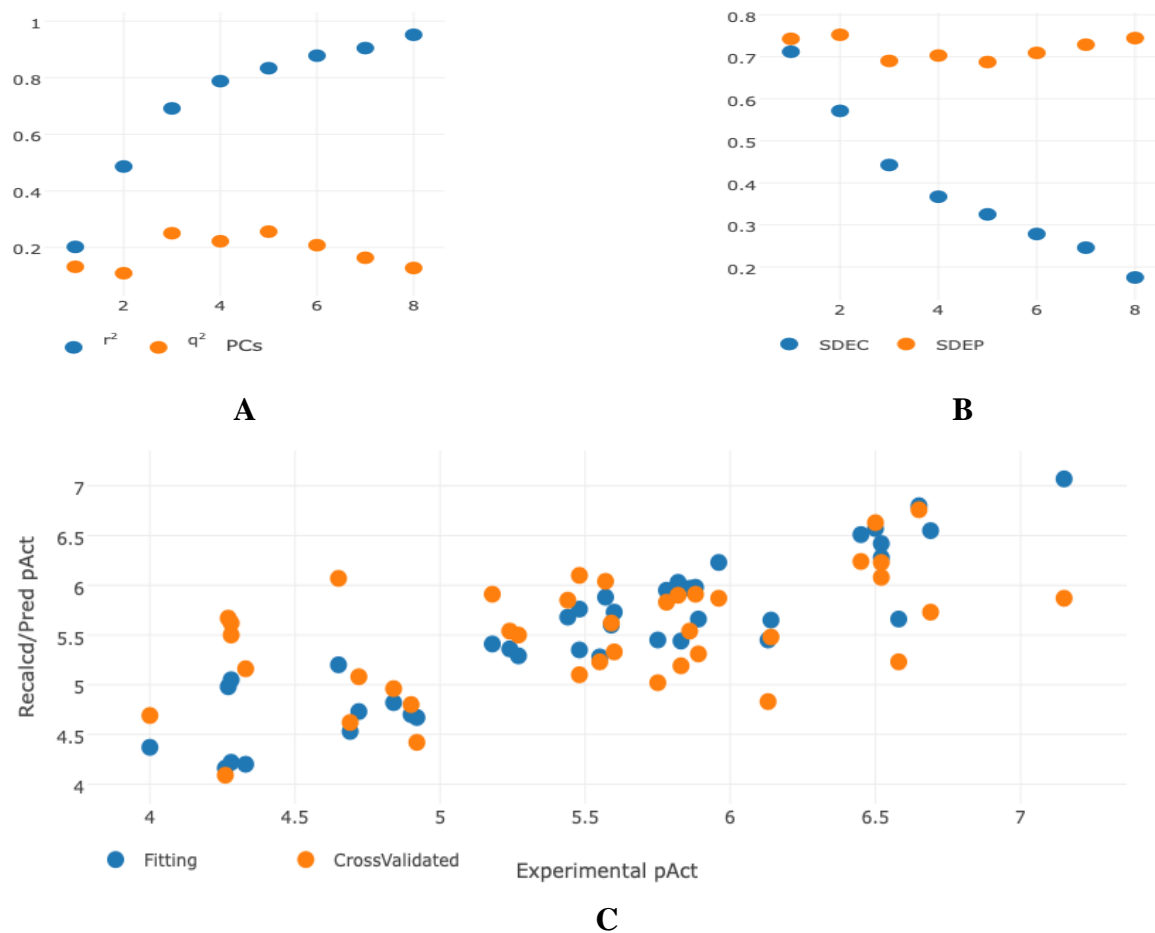 1
0.8
0.6
0.4
0.2
2 4 6 8
r² q² PCs
A
0.8
0.7
0.6
0.5
0.4
0.3
0.2
2 4 6 8
SDEC SDEP
B
7
6.5
6
5.5
5
4.5
4
Recalcd/Pred pAct
4 4.5 5 5.5 6 6.5 7
Fitting CrossValidated
Experimental pAct
C